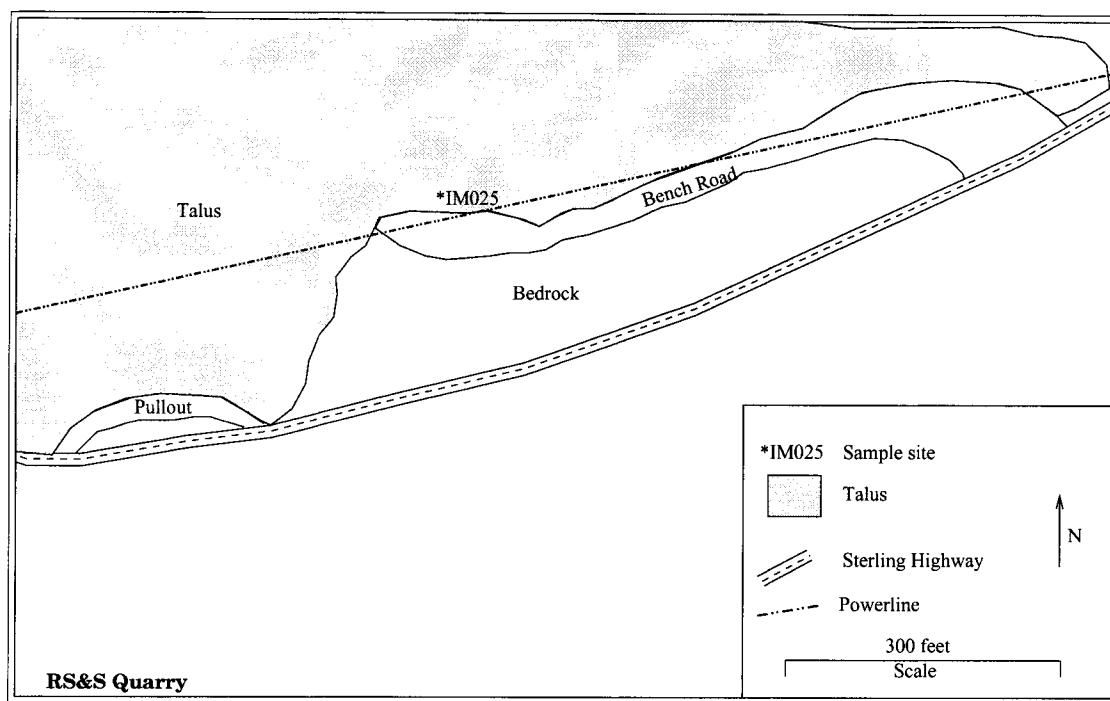 *IM025
Talus
Bench Road
Bedrock
Pullout
*IM025 Sample site
Talus
N
Sterling Highway
Powerline
300 feet
Scale
RS&S Quarry